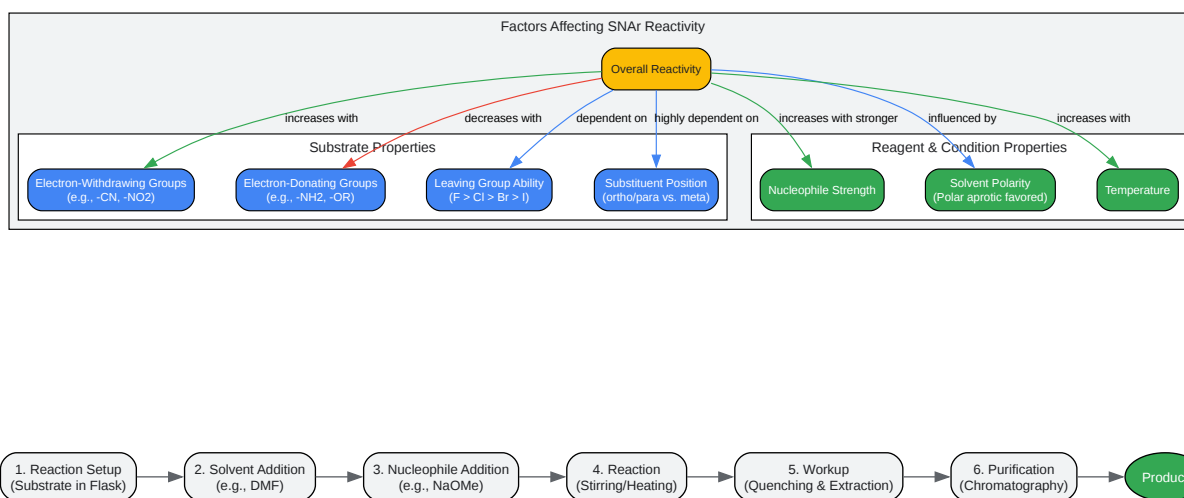 Factors Affecting SNAr Reactivity
Overall Reactivity
increases with
decreases with
dependent on
highly dependent on
increases with stronger
influenced by
increases with
Substrate Properties
Electron-Withdrawing Groups
(e.g., -CN, -NO2)
Electron-Donating Groups
(e.g., -NH2, -OR)
Leaving Group Ability
(F > Cl > Br > I)
Substituent Position
(ortho/para vs. meta)
Reagent & Condition Properties
Nucleophile Strength
Solvent Polarity
(Polar aprotic favored)
Temperature
1. Reaction Setup
(Substrate in Flask)
2. Solvent Addition
(e.g., DMF)
3. Nucleophile Addition
(e.g., NaOMe)
4. Reaction
(Stirring/Heating)
5. Workup
(Quenching & Extraction)
6. Purification
(Chromatography)